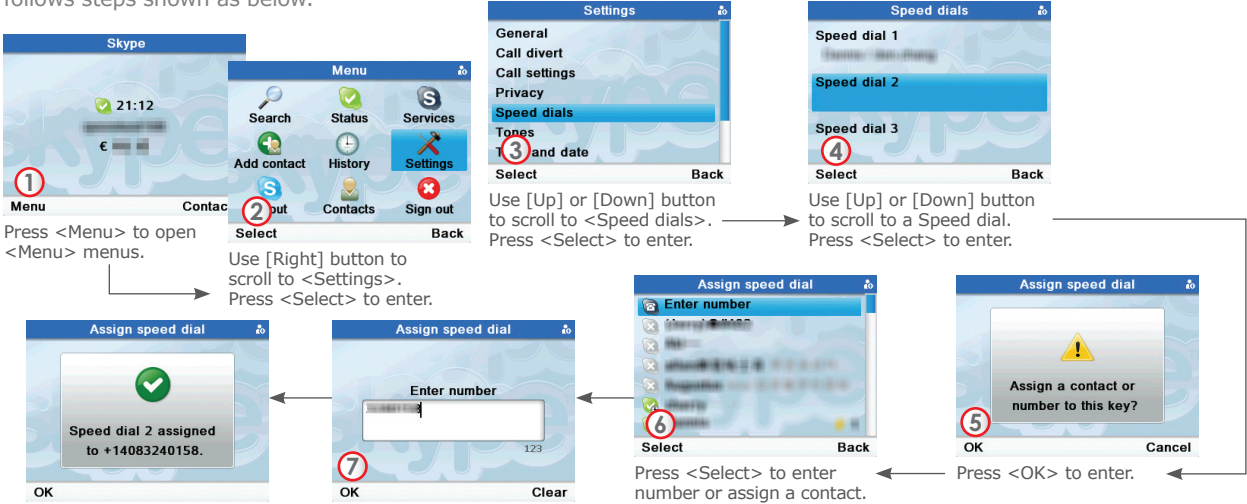 follows steps shown as below.
Skype
21:12
€
1
Menu
Contac
Press <Menu> to open
<Menu> menus.
Menu
Search
Status
Services
Add contact
History
Settings
out
Contacts
Sign out
2
Select
Back
Use [Right] button to
scroll to <Settings>.
Press <Select> to enter.
Settings
General
Call divert
Call settings
Privacy
Speed dials
Tones
T and date
3
Select
Back
Use [Up] or [Down] button
to scroll to <Speed dials>.
Press <Select> to enter.
Speed dials
Speed dial 1
Speed dial 2
Speed dial 3
4
Select
Back
Use [Up] or [Down] button
to scroll to a Speed dial.
Press <Select> to enter.
Assign speed dial
Assign a contact or
number to this key?
5
OK
Cancel
Press <OK> to enter.
Assign speed dial
Enter number
6
Select
Back
Press <Select> to enter
number or assign a contact.
Assign speed dial
Enter number
123
7
OK
Clear
Assign speed dial
Speed dial 2 assigned
to +14083240158.
OK